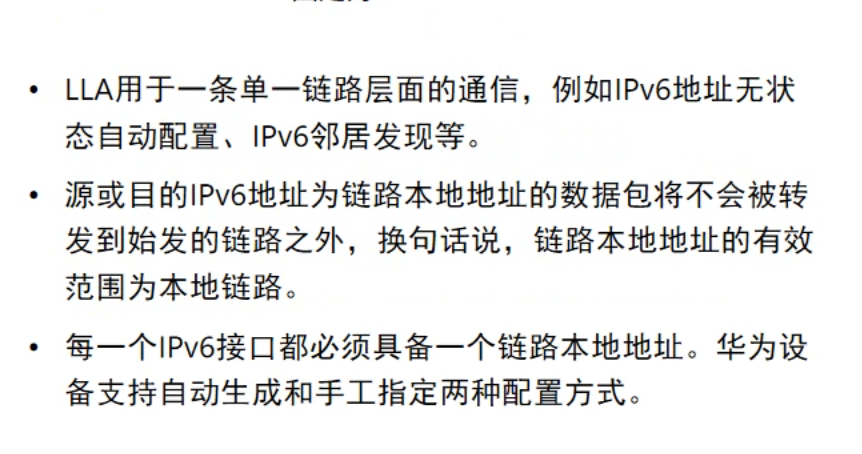 • LLA用于一条单一链路层面的通信，例如IPv6地址无状
态自动配置、IPv6邻居发现等。
• 源或目的IPv6地址为链路本地地址的数据包将不会被转
发到始发的链路之外，换句话说，链路本地地址的有效
范围为本地链路。
• 每一个IPv6接口都必须具备一个链路本地地址。华为设
备支持自动生成和手工指定两种配置方式。